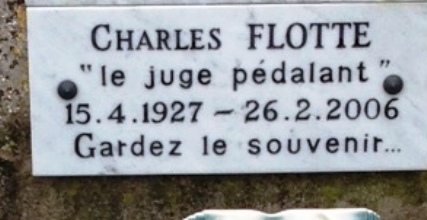 CHARLES FLOTTE
"le juge pédalant"
15.4.1927 – 26.2.2006
Gardez le souvenir...